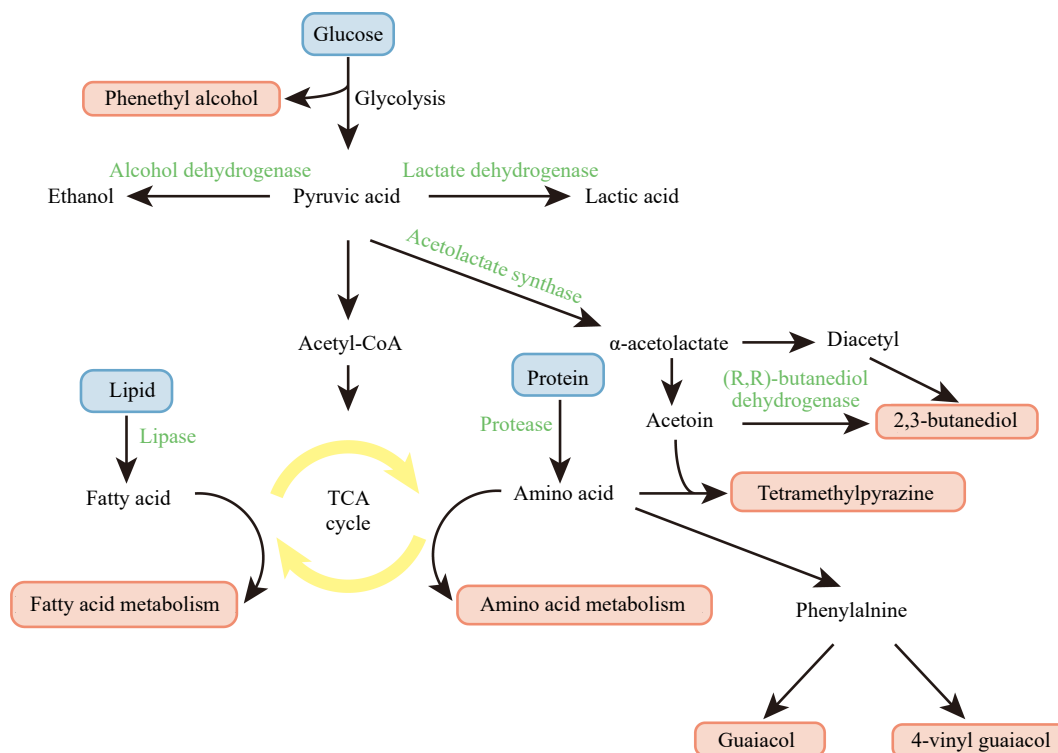 Glucose
Phenethyl alcohol
Glycolysis
Alcohol dehydrogenase
Lactate dehydrogenase
Ethanol
Pyruvic acid
Lactic acid
Acetolactate synthase
Acetyl-CoA
α-acetolactate
Diacetyl
Lipid
Protein
(R,R)-butanediol
dehydrogenase
Lipase
Protease
Acetoin
2,3-butanediol
Fatty acid
TCA
cycle
Amino acid
Tetramethylpyrazine
Fatty acid metabolism
Amino acid metabolism
Phenylalnine
Guaiacol
4-vinyl guaiacol